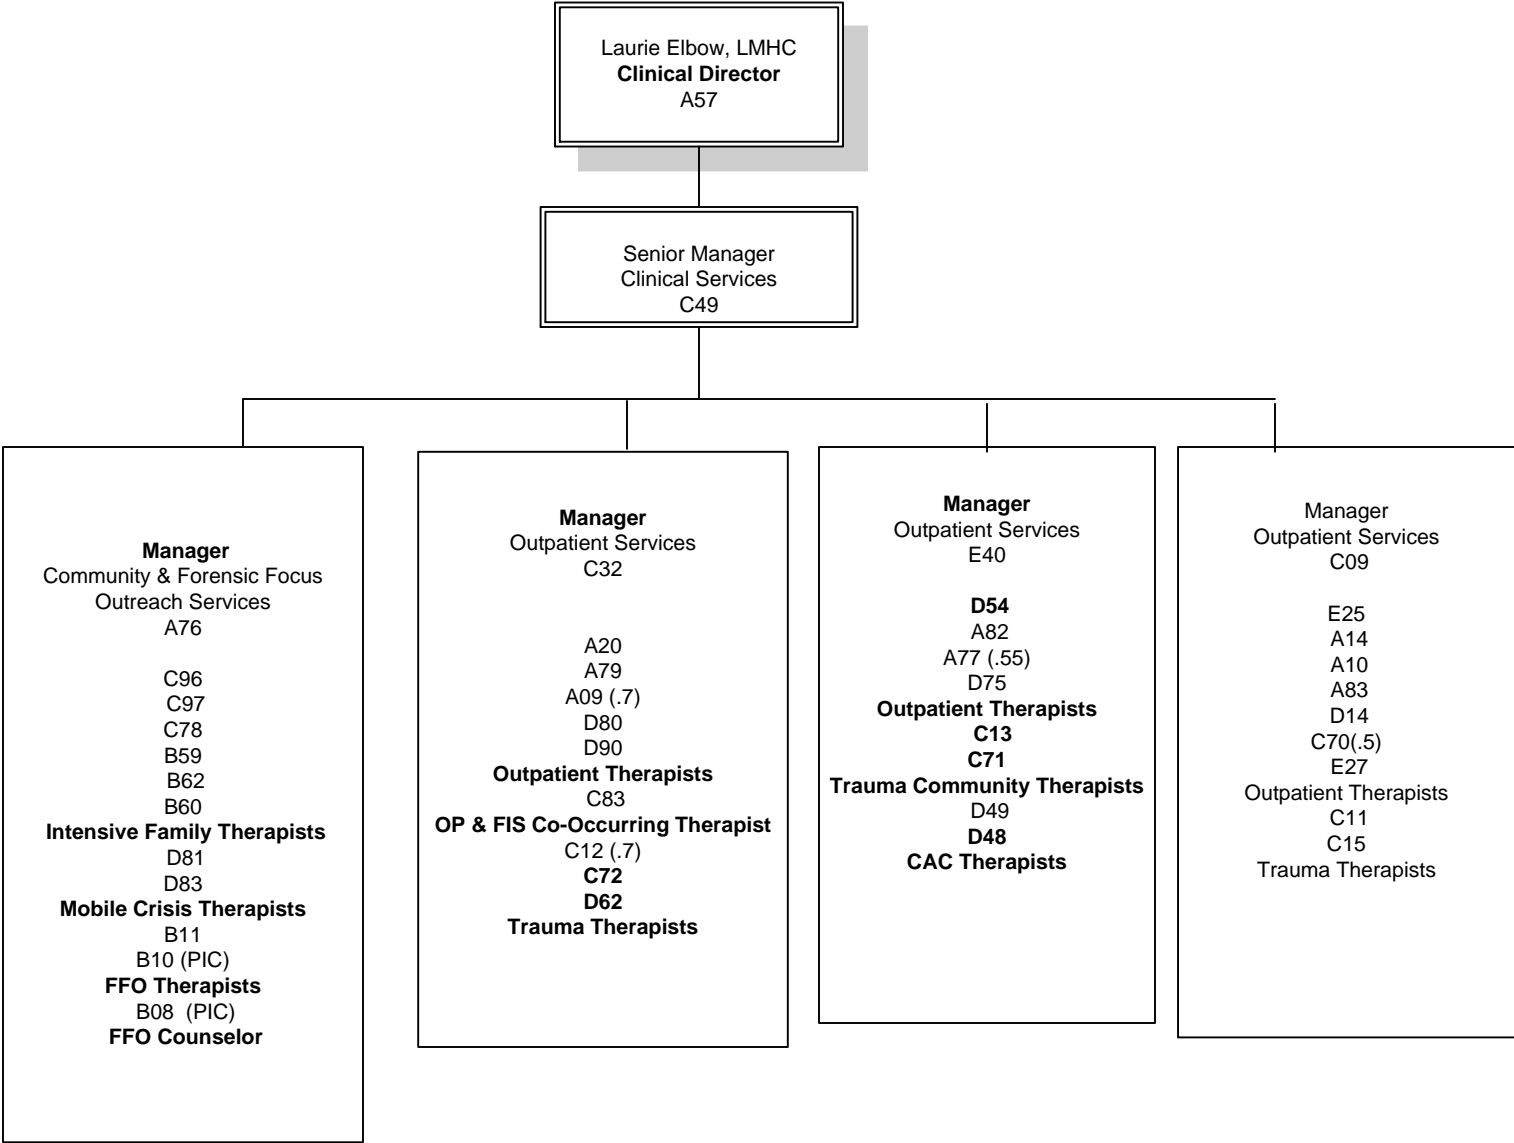 Laurie Elbow, LMHC
Clinical Director
A57
Senior Manager
Clinical Services
C49
Manager
Community & Forensic Focus
Outreach Services
A76
C96
C97
C78
B59
B62
B60
Intensive Family Therapists
D81
D83
Mobile Crisis Therapists
B11
B10 (PIC)
FFO Therapists
B08 (PIC)
FFO Counselor
Manager
Outpatient Services
C32
A20
A79
A09 (.7)
D80
D90
Outpatient Therapists
C83
OP & FIS Co-Occurring Therapist
C12 (.7)
C72
D62
Trauma Therapists
Manager
Outpatient Services
E40
D54
A82
A77 (.55)
D75
Outpatient Therapists
C13
C71
Trauma Community Therapists
D49
D48
CAC Therapists
Manager
Outpatient Services
C09
E25
A14
A10
A83
D14
C70(.5)
E27
Outpatient Therapists
C11
C15
Trauma Therapists